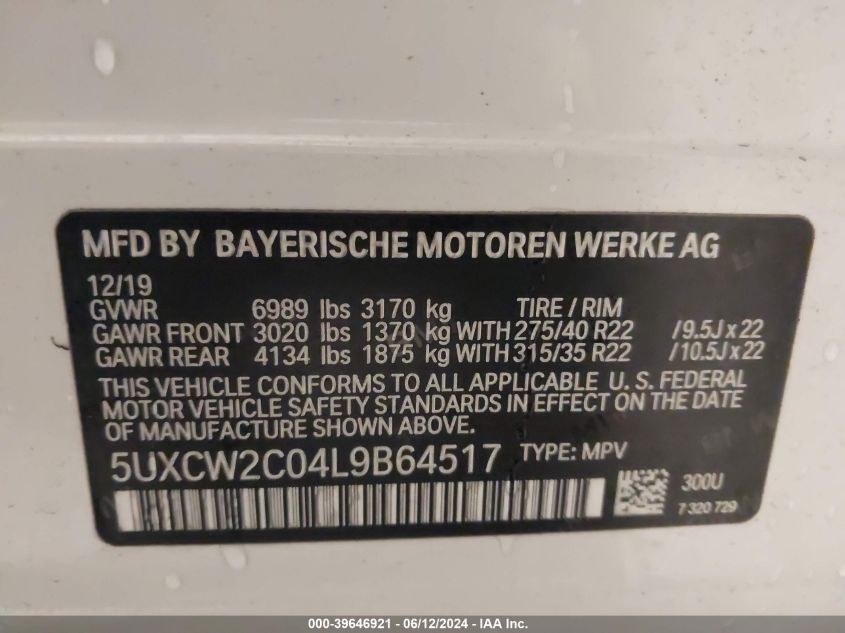 MFD BY BAYERISCHE MOTOREN WERKE AG
12/19
GVWR 6989 lbs 3170 kg TIRE / RIM
GAWR FRONT 3020 lbs 1370 kg WITH 275/40 R22 /9.5J x 22
GAWR REAR 4134 lbs 1875 kg WITH 315/35 R22 /10.5J x 22
THIS VEHICLE CONFORMS TO ALL APPLICABLE U. S. FEDERAL
MOTOR VEHICLE SAFETY STANDARDS IN EFFECT ON THE DATE
OF MANUFACTURE SHOWN ABOVE.
5UXCW2C04L9B64517 TYPE: MPV
300U
7 320 729
000-39646921 - 06/12/2024 - IAA Inc.